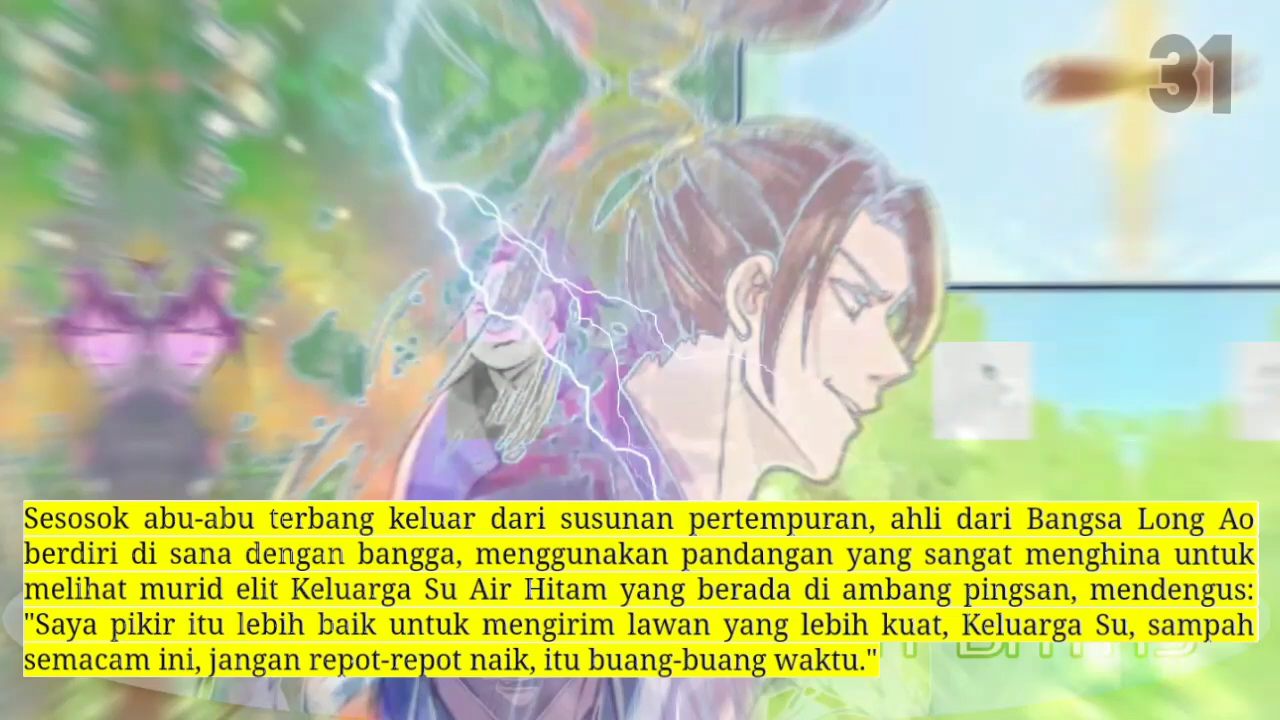 31
Sesosok abu-abu terbang keluar dari susunan pertempuran, ahli dari Bangsa Long Ao
berdiri di sana dengan bangga, menggunakan pandangan yang sangat menghina untuk
melihat murid elit Keluarga Su Air Hitam yang berada di ambang pingsan, mendengus:
"Saya pikir itu lebih baik untuk mengirim lawan yang lebih kuat, Keluarga Su, sampah
semacam ini, jangan repot-repot naik, itu buang-buang waktu."